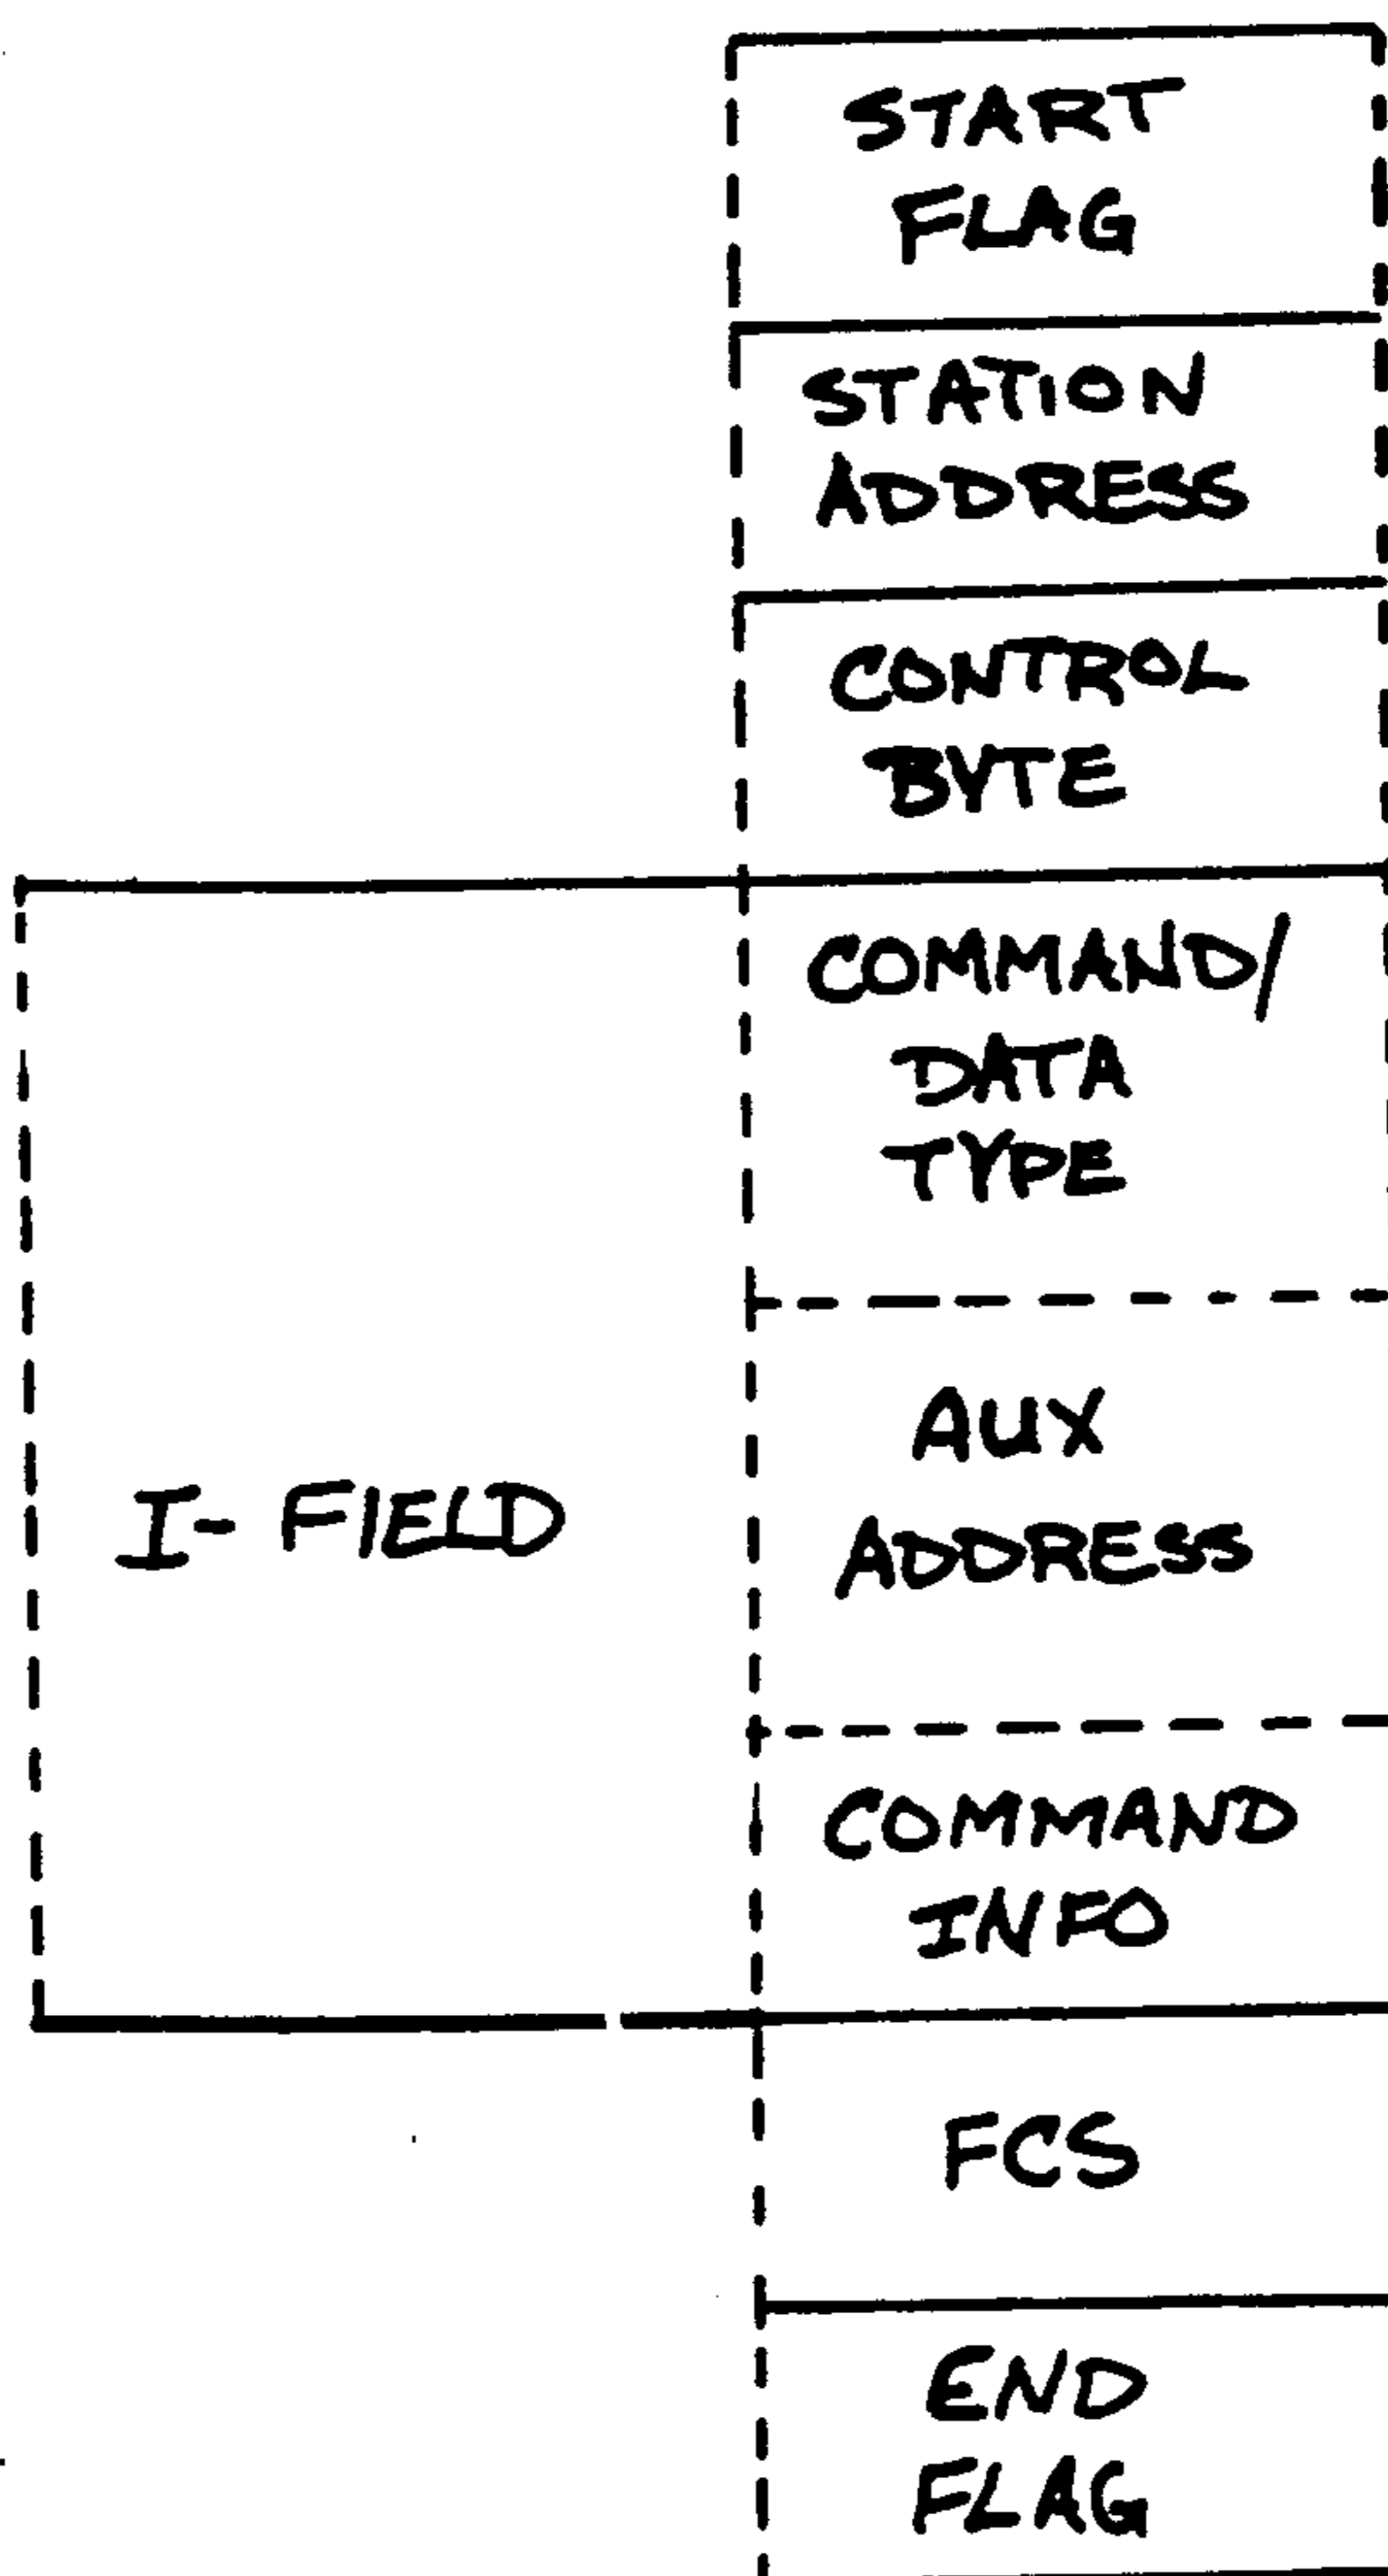 START
FLAG
STATION
ADDRESS
CONTROL
BYTE
COMMAND/
DATA
TYPE
AUX
I- FIELD
ADDRESS
COMMAND
INFO
FCS
END
FLAG